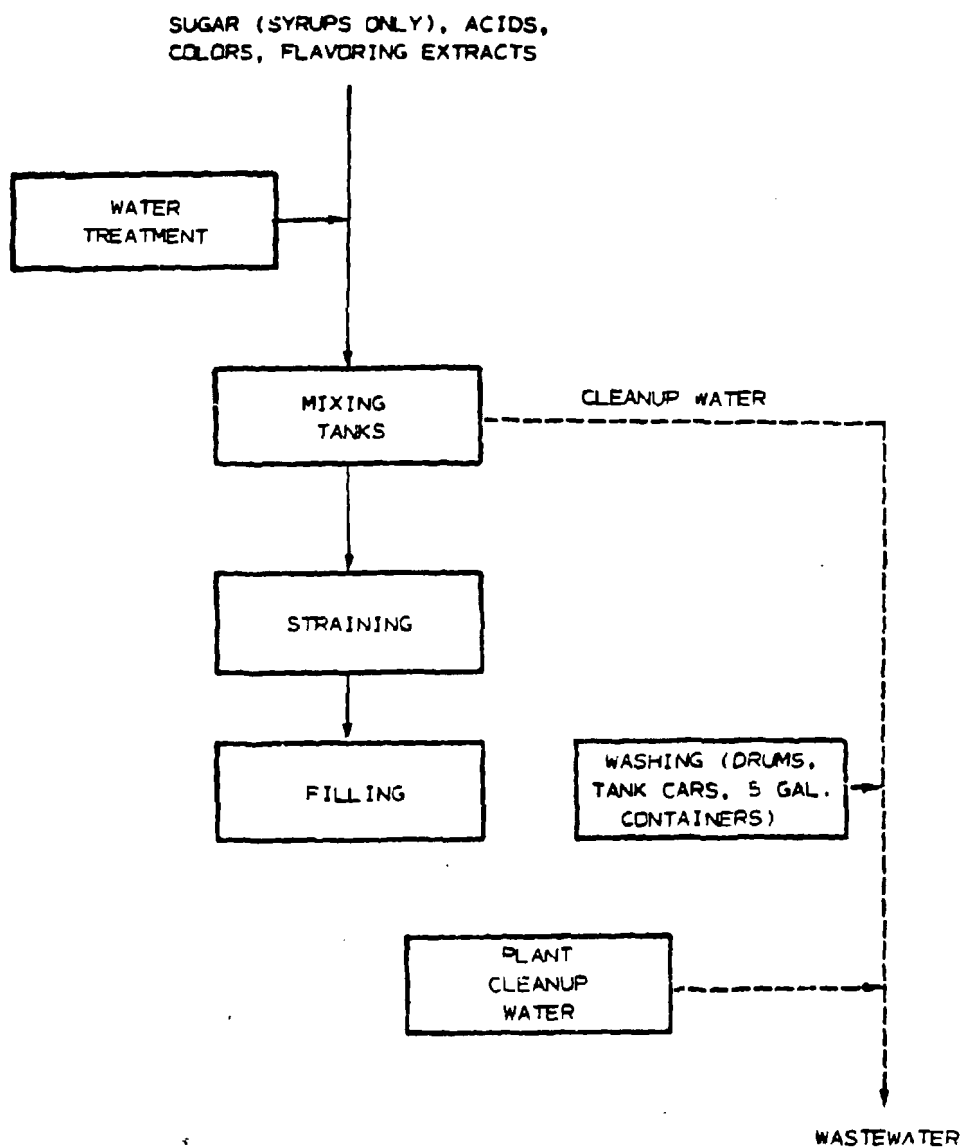 SUGAR (SYRUPS ONLY), ACIDS,
COLORS, FLAVORING EXTRACTS
WATER
TREATMENT
MIXING
TANKS
CLEANUP WATER
STRAINING
FILLING
WASHING (DRUMS,
TANK CARS, 5 GAL.
CONTAINERS)
PLANT
CLEANUP
WATER
WASTEWATER